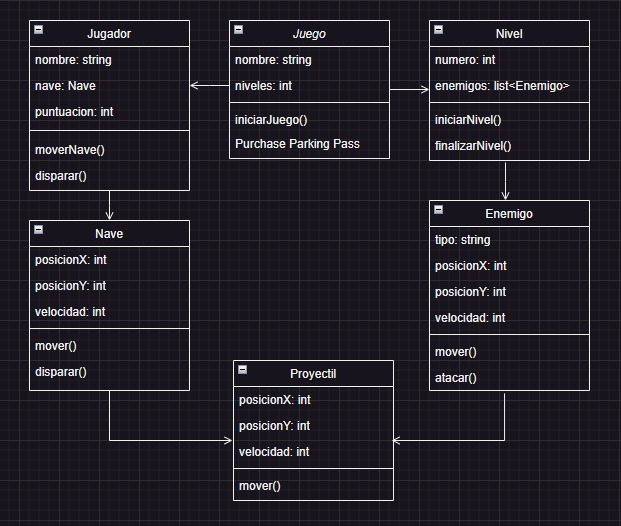 Jugador
nombre: string
nave: Nave
puntuacion: int
moverNave()
disparar()
Juego
nombre: string
niveles: int
iniciarJuego()
Purchase Parking Pass
Nivel
numero: int
enemigos: list<Enemigo>
iniciarNivel()
finalizarNivel()
Nave
posicionX: int
posicionY: int
velocidad: int
mover()
disparar()
Enemigo
tipo: string
posicionX: int
posicionY: int
velocidad: int
mover()
atacar()
Proyectil
posicionX: int
posicionY: int
velocidad: int
mover()